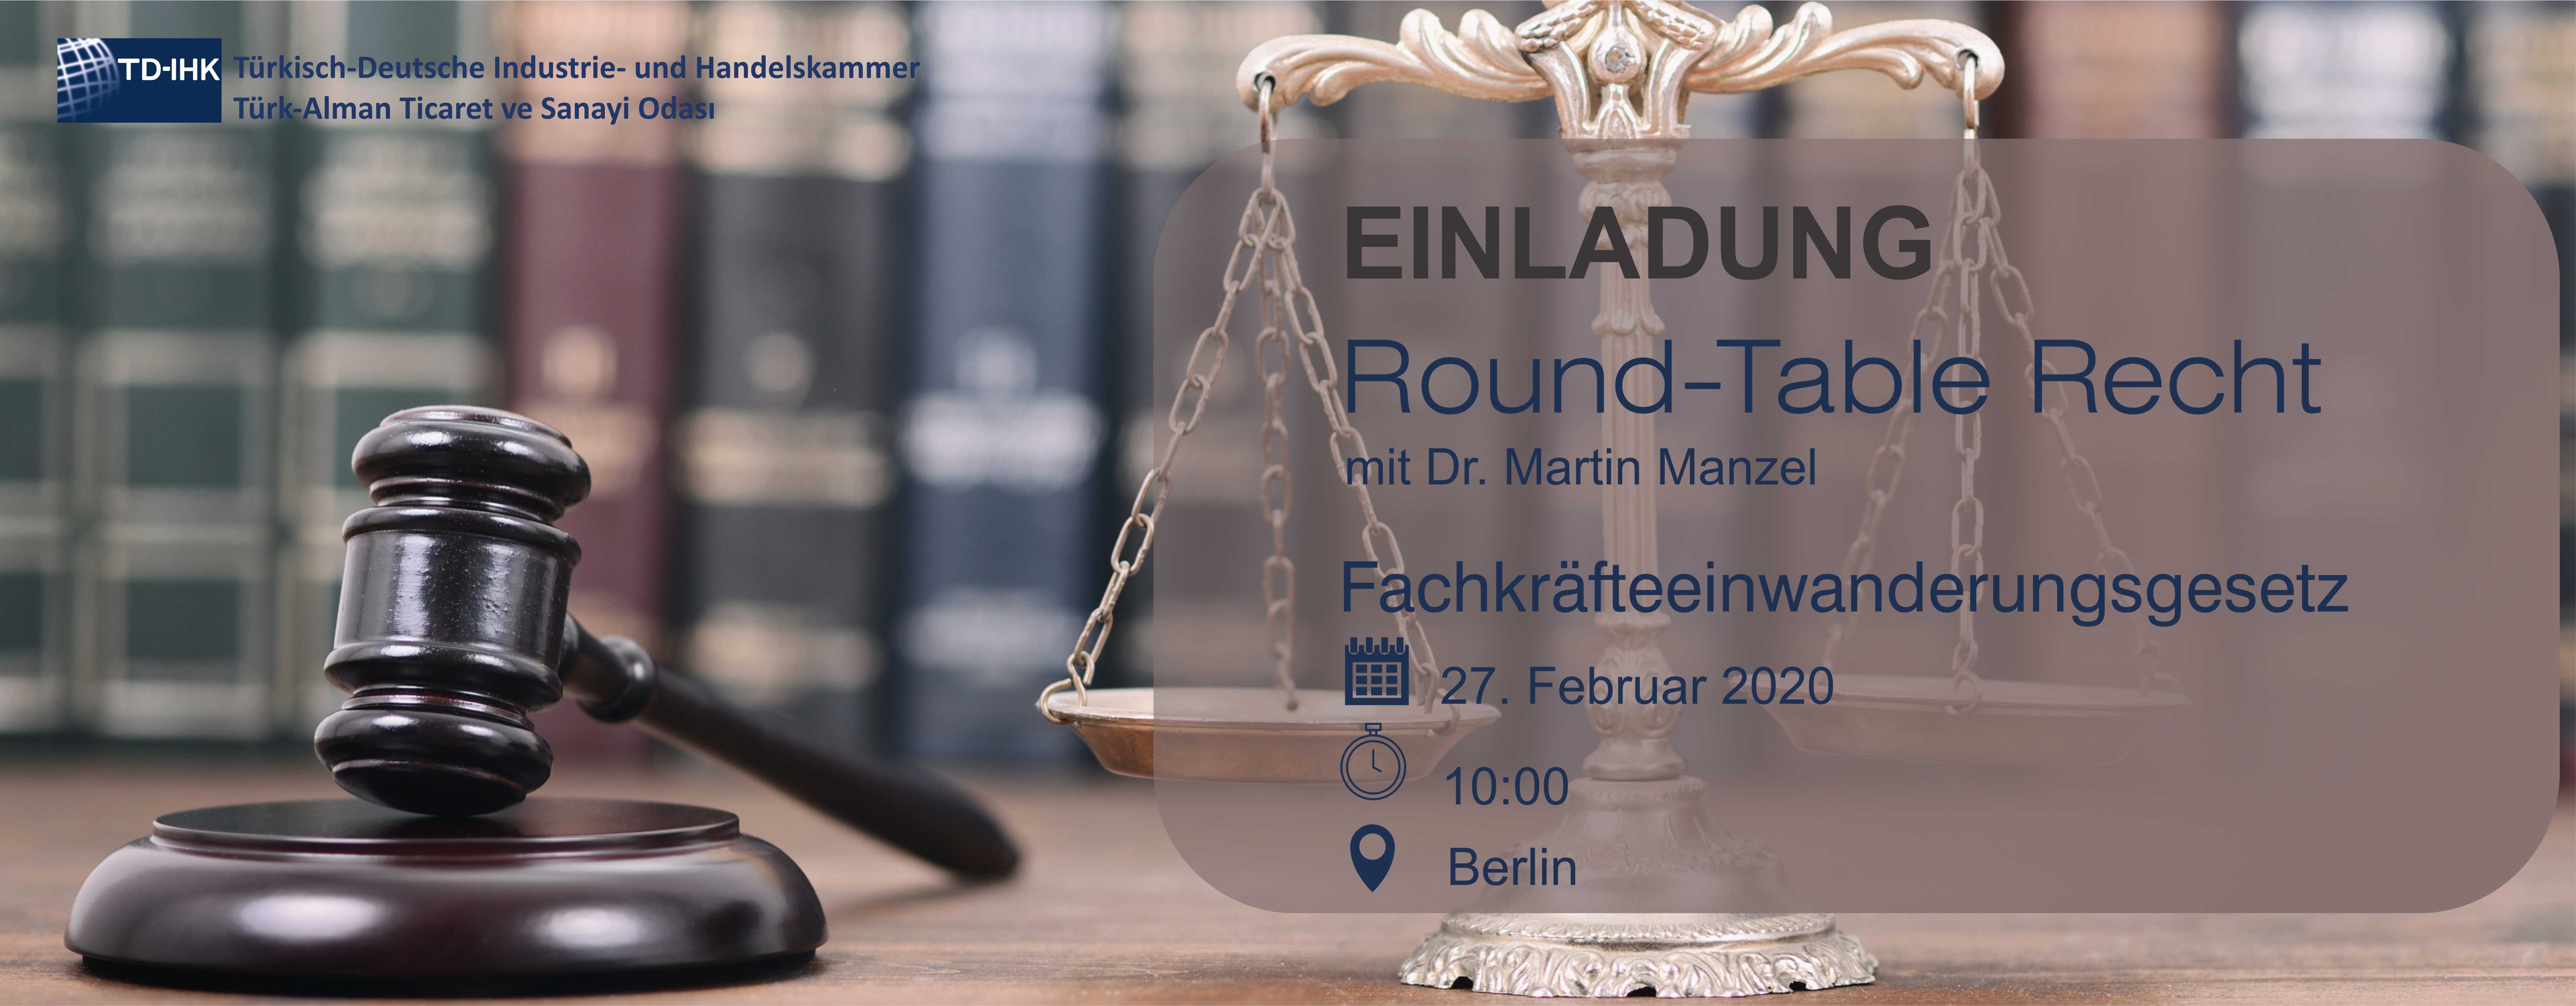 TD-IHK
Türkisch-Deutsche Industrie- und Handelskammer
Türk-Alman Ticaret ve Sanayi Odası
EINLADUNG
Round-Table Recht
mit Dr. Martin Manzel
Fachkräfteeinwanderungsgesetz
27. Februar 2020
10:00
Berlin